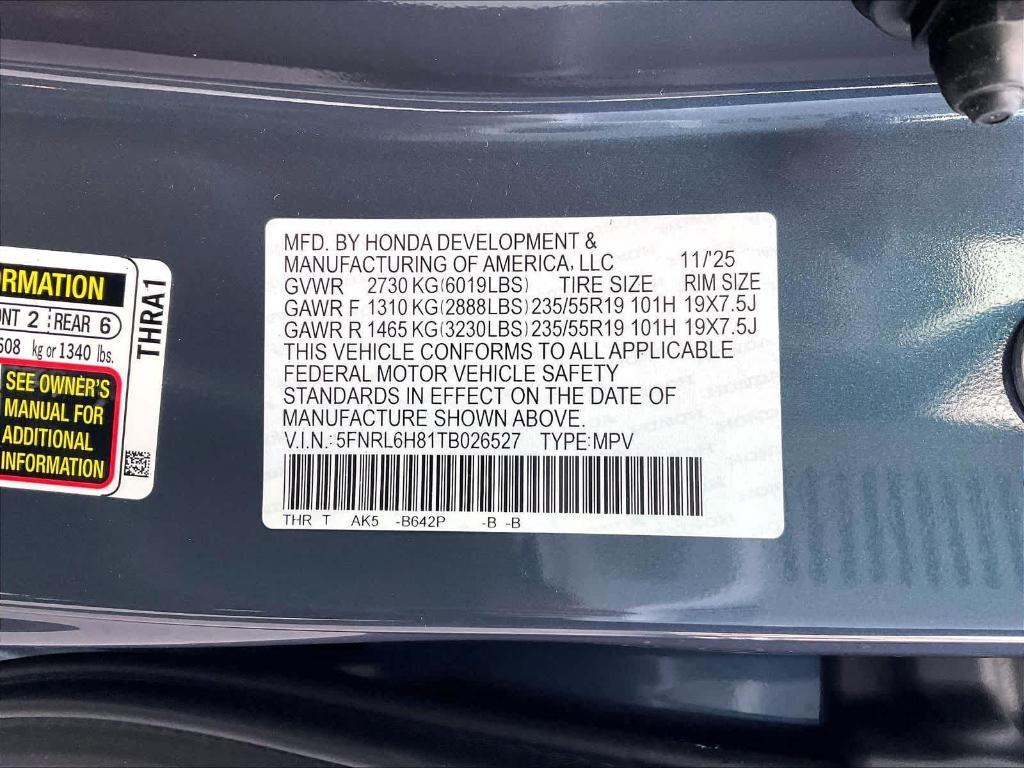 MFD. BY HONDA DEVELOPMENT &
MANUFACTURING OF AMERICA, LLC 11/'25
GVWR 2730 KG(6019LBS) TIRE SIZE RIM SIZE
GAWR F 1310 KG(2888LBS) 235/55R19 101H 19X7.5J
GAWR R 1465 KG(3230LBS) 235/55R19 101H 19X7.5J
THIS VEHICLE CONFORMS TO ALL APPLICABLE
FEDERAL MOTOR VEHICLE SAFETY
STANDARDS IN EFFECT ON THE DATE OF
MANUFACTURE SHOWN ABOVE.
V.I.N.: 5FNRL6H81TB026527 TYPE:MPV
THR T AK5 -B642P -B -B
RMATION
NT 2 REAR 6
608 kg or 1340 lbs.
SEE OWNER'S
MANUAL FOR
ADDITIONAL
INFORMATION
THRA1